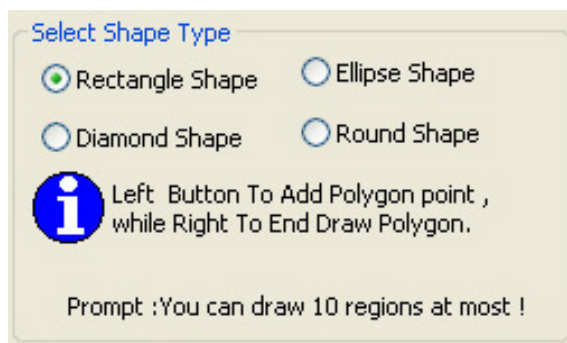 Select Shape Type
Rectangle Shape
Ellipse Shape
Diamond Shape
Round Shape
Left Button To Add Polygon point ,
while Right To End Draw Polygon.
Prompt :You can draw 10 regions at most !